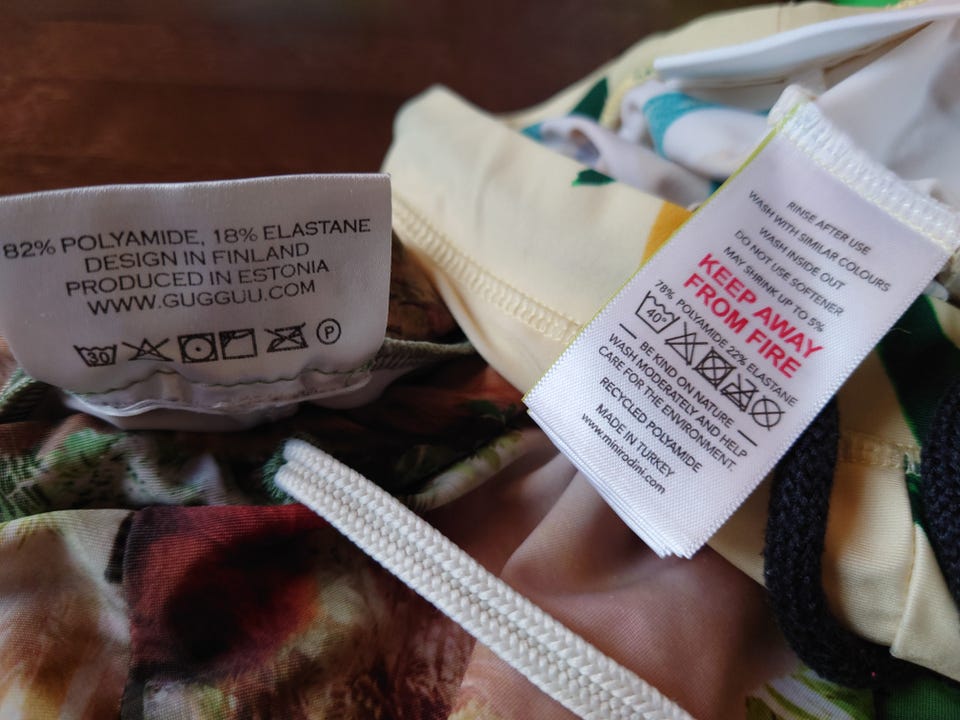 82% POLYAMIDE, 18% ELASTANE
DESIGN IN FINLAND
PRODUCED IN ESTONIA
WWW.GUGGUU.COM
30 P
RINSE AFTER USE
WASH WITH SIMILAR COLOURS
WASH INSIDE OUT
DO NOT USE SOFTENER
MAY SHRINK UP TO 5%
KEEP AWAY
FROM FIRE
78% POLYAMIDE 22% ELASTANE
40°
BE KIND ON NATURE
WASH MODERATELY AND HELP
CARE FOR THE ENVIRONMENT.
RECYCLED POLYAMIDE
MADE IN TURKEY
www.minirodini.com